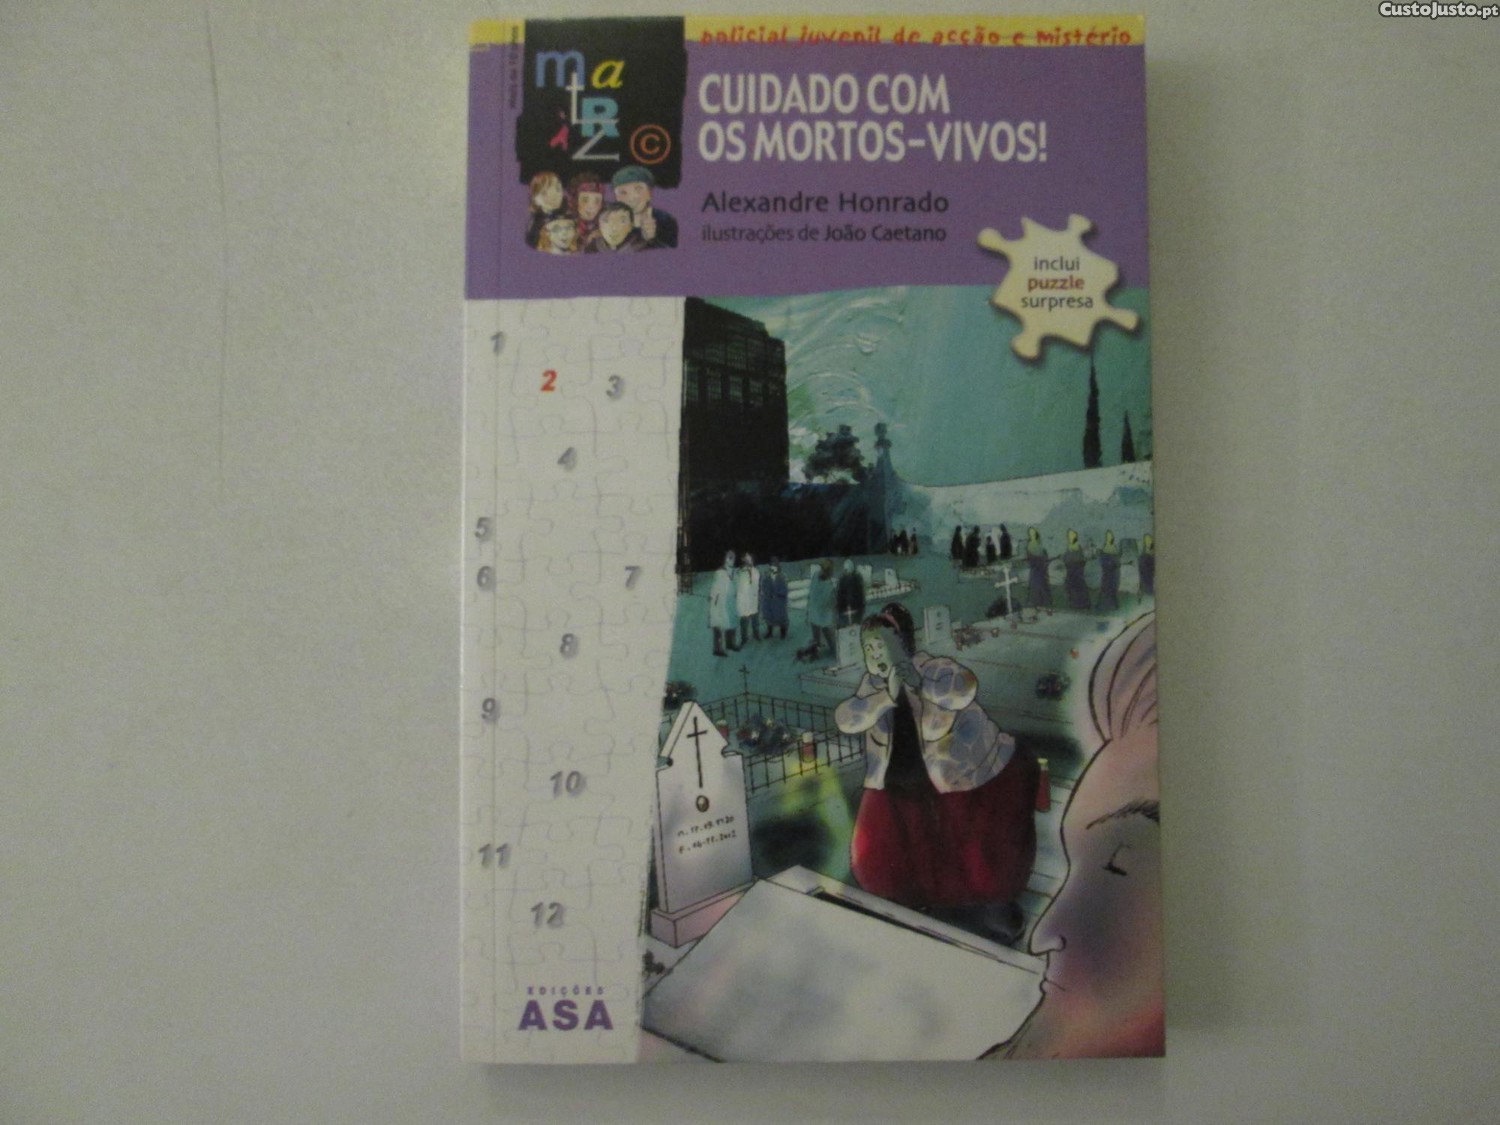 CustoJusto.pt
policial juvenil de acção e mistério
matRiz
©
CUIDADO COM
OS MORTOS-VIVOS!
Alexandre Honrado
ilustrações de João Caetano
inclui
puzzle
surpresa
1
2
3
4
5
6
7
8
9
10
11
12
EDIÇÕES
ASA